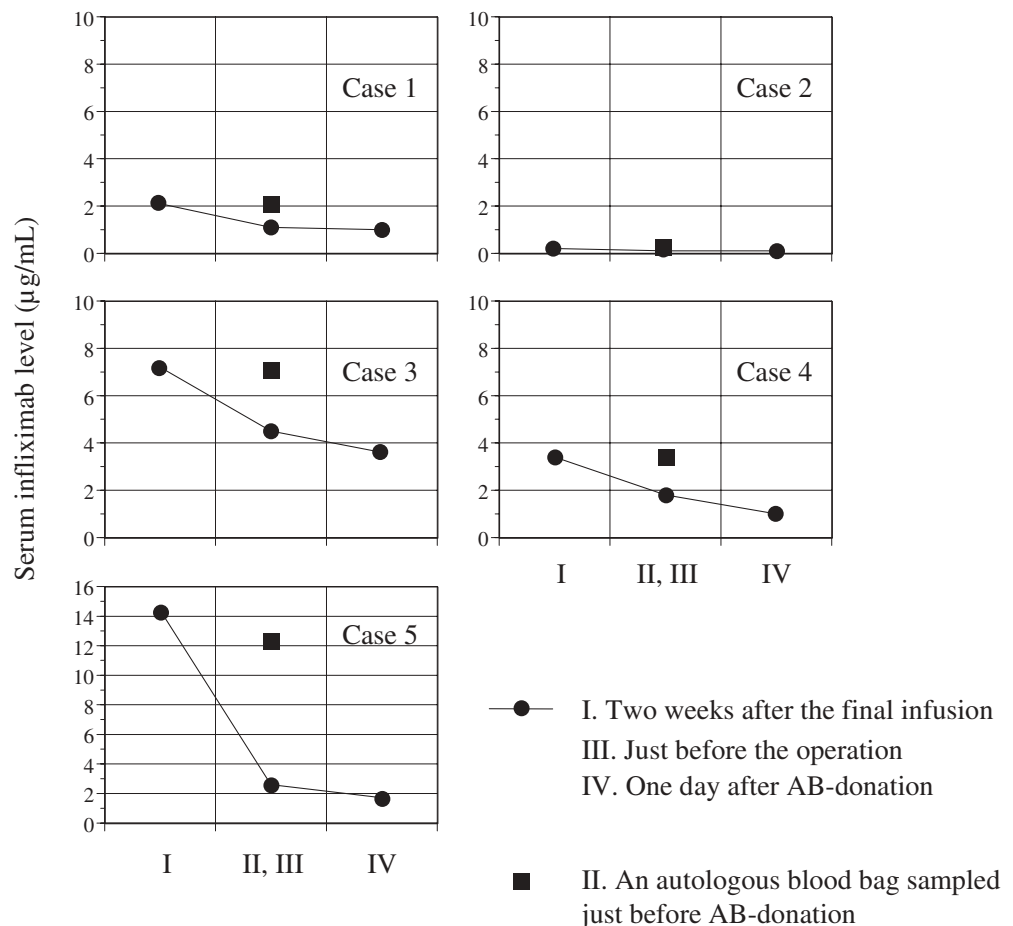 Serum infliximab level (µg/mL)
10
8
6
4
2
0
Case 1
10
8
6
4
2
0
Case 2
10
8
6
4
2
0
Case 3
10
8
6
4
2
0
Case 4
I II, III IV
16
14
12
10
8
6
4
2
0
Case 5
I II, III IV
I. Two weeks after the final infusion
III. Just before the operation
IV. One day after AB-donation
II. An autologous blood bag sampled
just before AB-donation